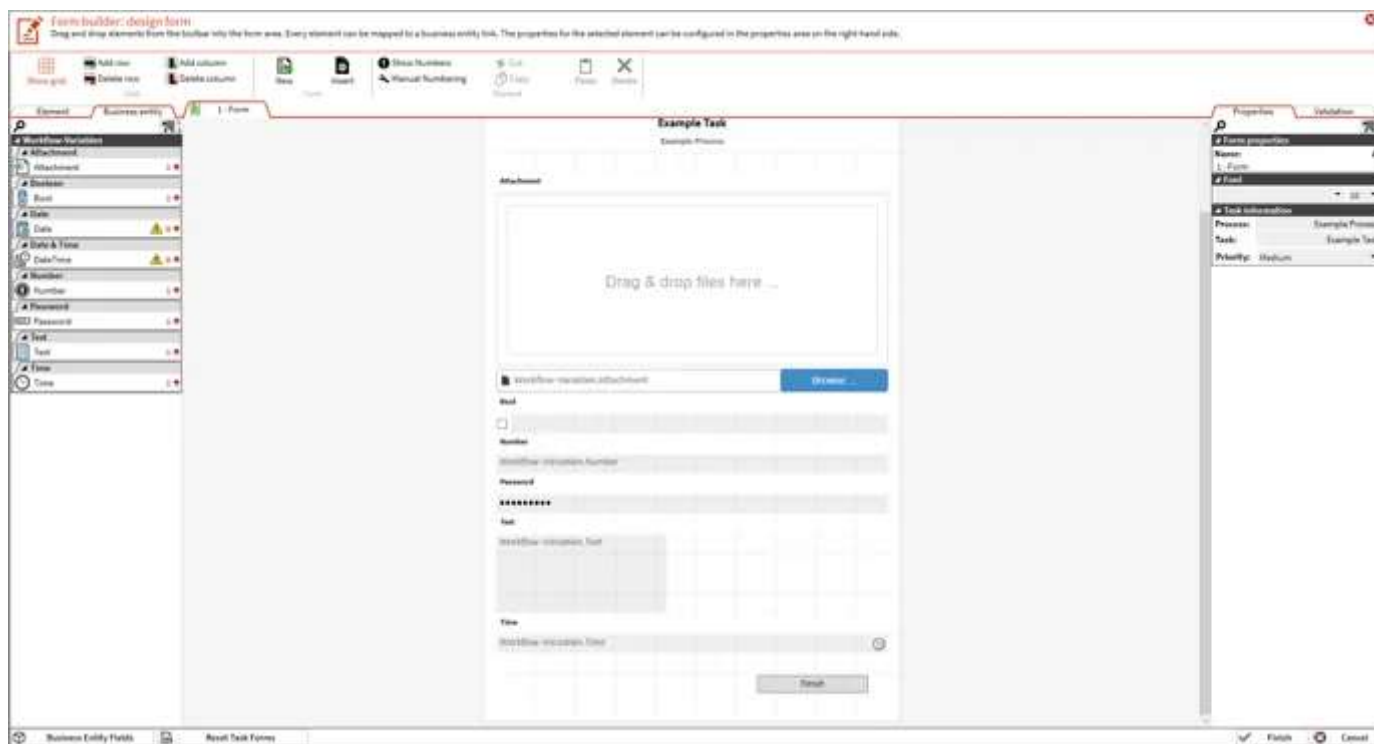 Form builder: design form
Drag and drop elements from the toolbar into the form area. Every element can be mapped to a business entity link. The properties for the selected element can be configured in the properties area on the right hand side.
Show grid
Add row
Delete row
Add column
Delete column
New
Insert
Show Numbers
Manual Numbering
Cut
Copy
Paste
Delete
Element
Business entity
1 - Form
Properties
Validation
Workflow-Variables
Attachment
Attachment
Boolean
Bool
Date
Date
Date & Time
DateTime
Number
Number
Password
Password
Text
Text
Time
Time
Example Task
Example Process
Attachment
Drag & drop files here ...
Workflow-Variablen.Attachment
Browse ...
Bool
Number
Workflow-Variablen.Number
Password
•••••••••
Text
Workflow-Variablen.Text
Time
Workflow-Variablen.Time
Form properties
Name:
1 - Form
Font
Task information
Process:
Example Proces
Task:
Example Tas
Priority: Medium
Business Entity Fields
Reset Task Forms
Finish
Cancel